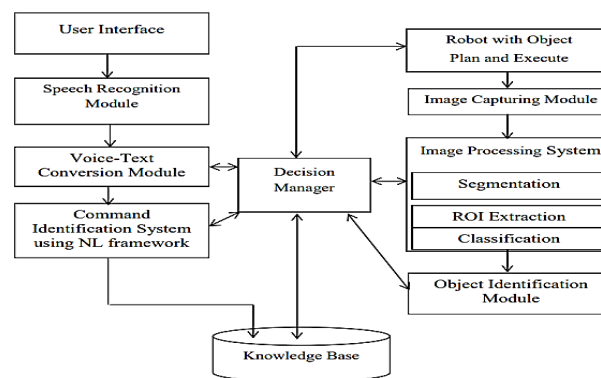 User Interface
Speech Recognition
Module
Voice-Text
Conversion Module
Command
Identification System
using NL framework
Decision
Manager
Knowledge Base
Robot with Object
Plan and Execute
Image Capturing Module
Image Processing System
Segmentation
ROI Extraction
Classification
Object Identification
Module